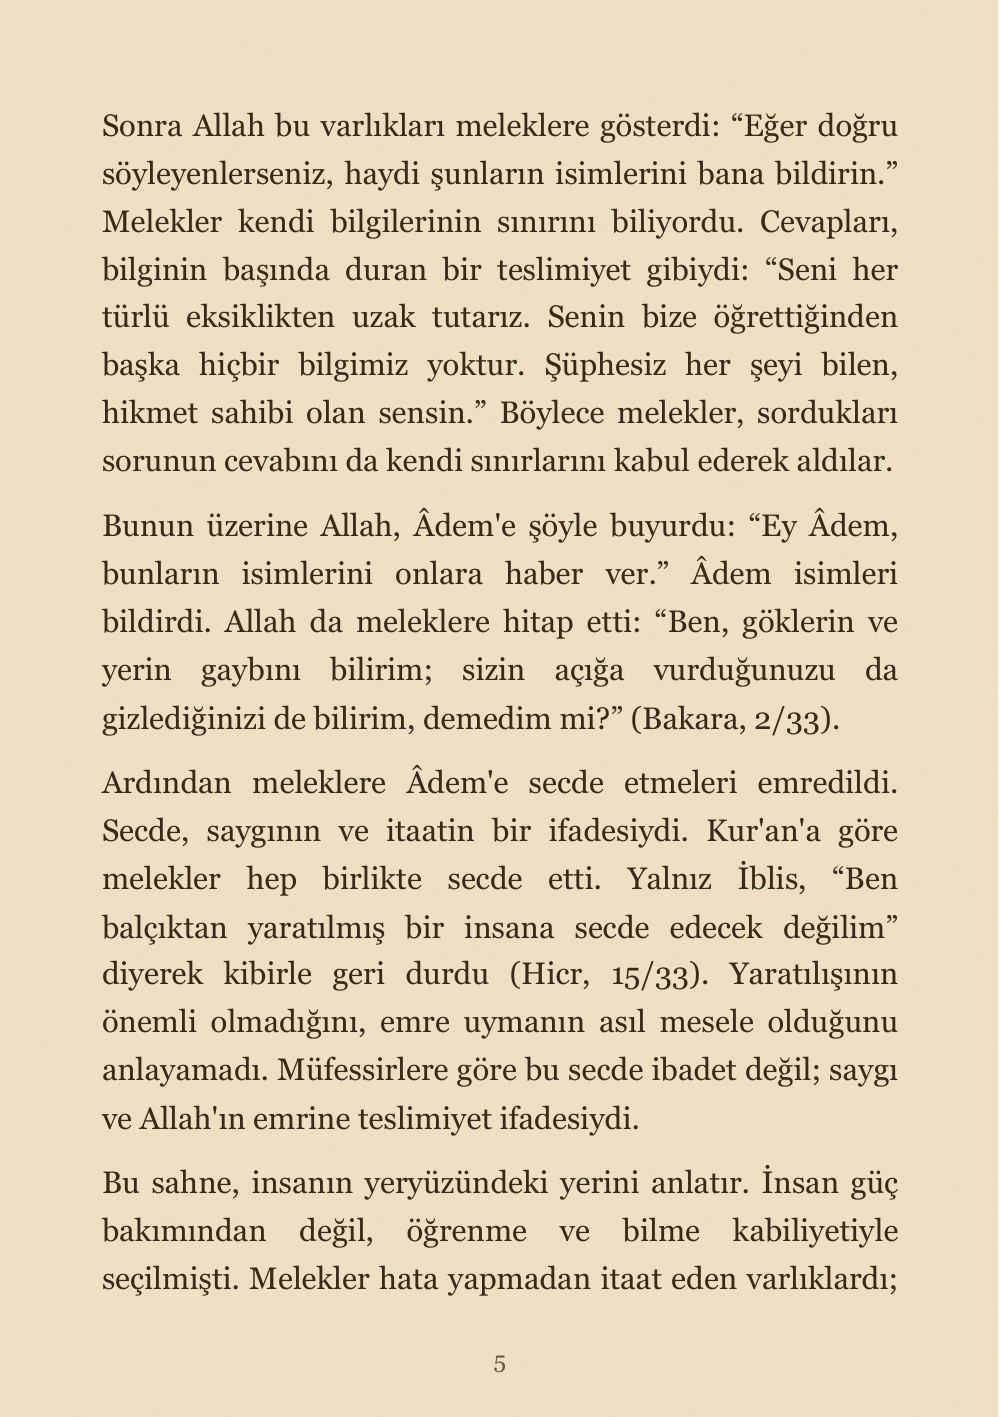 Sonra Allah bu varlıkları meleklere gösterdi: “Eğer doğru
söyleyenlerseniz, haydi şunların isimlerini bana bildirin.”
Melekler kendi bilgilerinin sınırını biliyordu. Cevapları,
bilginin başında duran bir teslimiyet gibiydi: “Seni her
türlü eksiklikten uzak tutarız. Senin bize öğrettiğinden
başka hiçbir bilgimiz yoktur. Şüphesiz her şeyi bilen,
hikmet sahibi olan sensin.” Böylece melekler, sordukları
sorunun cevabını da kendi sınırlarını kabul ederek aldılar.
Bunun üzerine Allah, Âdem'e şöyle buyurdu: “Ey Âdem,
bunların isimlerini onlara haber ver.” Âdem isimleri
bildirdi. Allah da meleklere hitap etti: “Ben, göklerin ve
yerin gaybını bilirim; sizin açığa vurduğunuzu da
gizlediğinizi de bilirim, demedim mi?” (Bakara, 2/33).
Ardından meleklere Âdem'e secde etmeleri emredildi.
Secde, saygının ve itaatin bir ifadesiydi. Kur'an'a göre
melekler hep birlikte secde etti. Yalnız İblis, “Ben
balçıktan yaratılmış bir insana secde edecek değilim”
diyerek kibirle geri durdu (Hicr, 15/33). Yaratılışının
önemli olmadığını, emre uymanın asıl mesele olduğunu
anlayamadı. Müfessirlere göre bu secde ibadet değil; saygı
ve Allah'ın emrine teslimiyet ifadesiydi.
Bu sahne, insanın yeryüzündeki yerini anlatır. İnsan güç
bakımından değil, öğrenme ve bilme kabiliyetiyle
seçilmişti. Melekler hata yapmadan itaat eden varlıklardı;
5